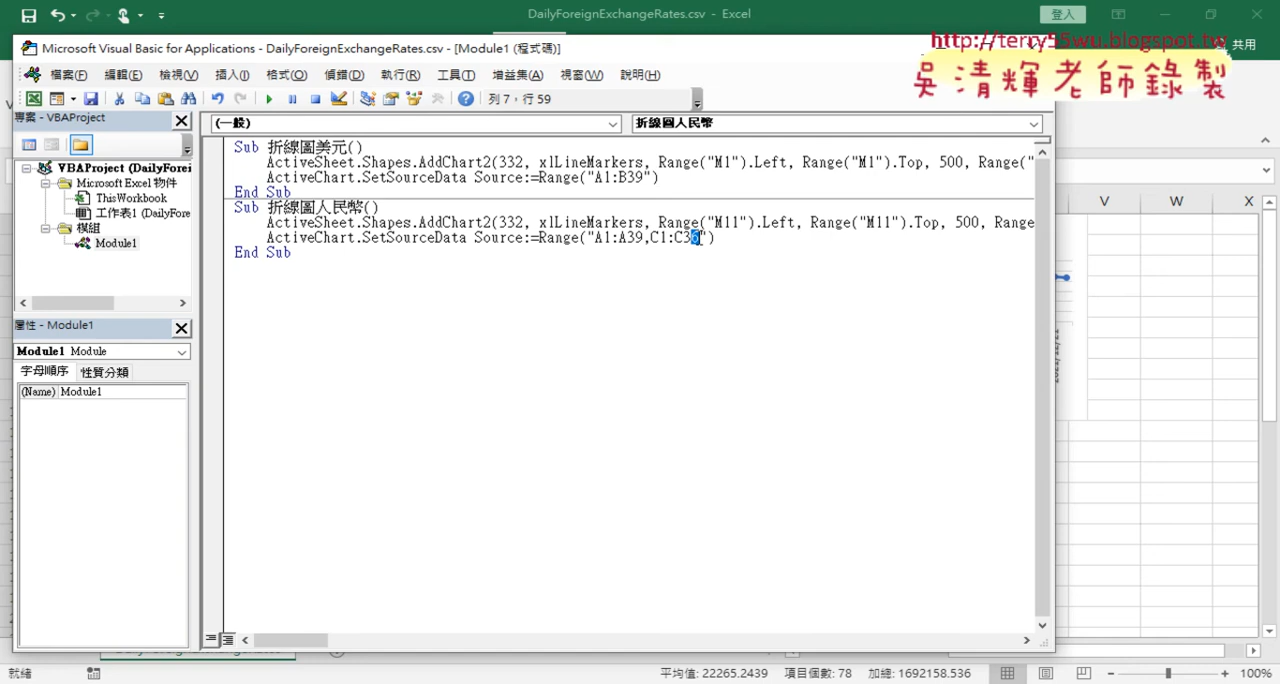 DailyForeignExchangeRates.csv - Excel
登入
共用
http://terry55wu.blogspot.tw
吳清輝老師錄製
Microsoft Visual Basic for Applications - DailyForeignExchangeRates.csv - [Module1 (程式碼)]
檔案(F) 編輯(E) 檢視(V) 插入(I) 格式(O) 偵錯(D) 執行(R) 工具(T) 增益集(A) 視窗(W) 說明(H)
列 7，行 59
專案 - VBAProject
(一般)
折線圖人民幣
VBAProject (DailyForei
Microsoft Excel 物件
ThisWorkbook
工作表1 (DailyFore
模組
Module1
Sub 折線圖美元()
ActiveSheet.Shapes.AddChart2(332, xlLineMarkers, Range("M1").Left, Range("M1").Top, 500, Range("
ActiveChart.SetSourceData Source:=Range("A1:B39")
End Sub
Sub 折線圖人民幣()
ActiveSheet.Shapes.AddChart2(332, xlLineMarkers, Range("M11").Left, Range("M11").Top, 500, Range
ActiveChart.SetSourceData Source:=Range("A1:A39,C1:C36")
End Sub
屬性 - Module1
Module1 Module
字母順序 性質分類
(Name) Module1
V W X
就緒
平均值: 22265.2439 項目個數: 78 加總: 1692158.536
100%